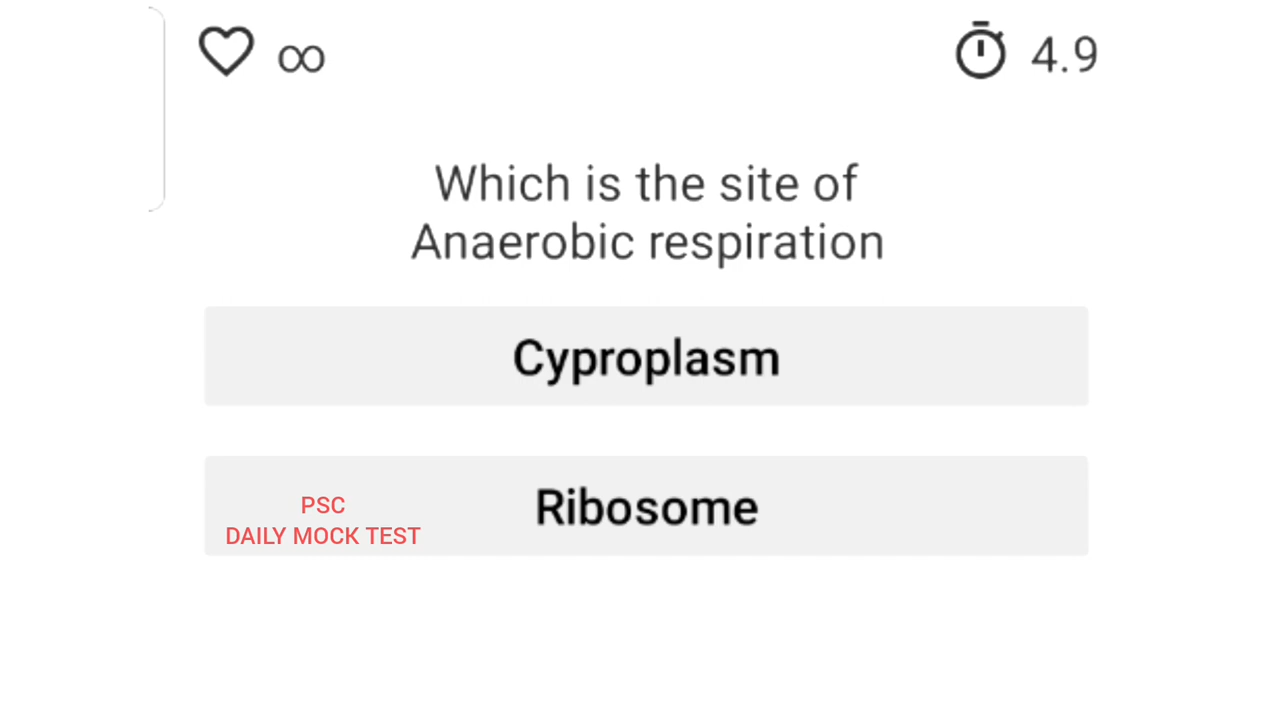 ∞
4.9
Which is the site of
Anaerobic respiration
Cyproplasm
Ribosome
PSC
DAILY MOCK TEST